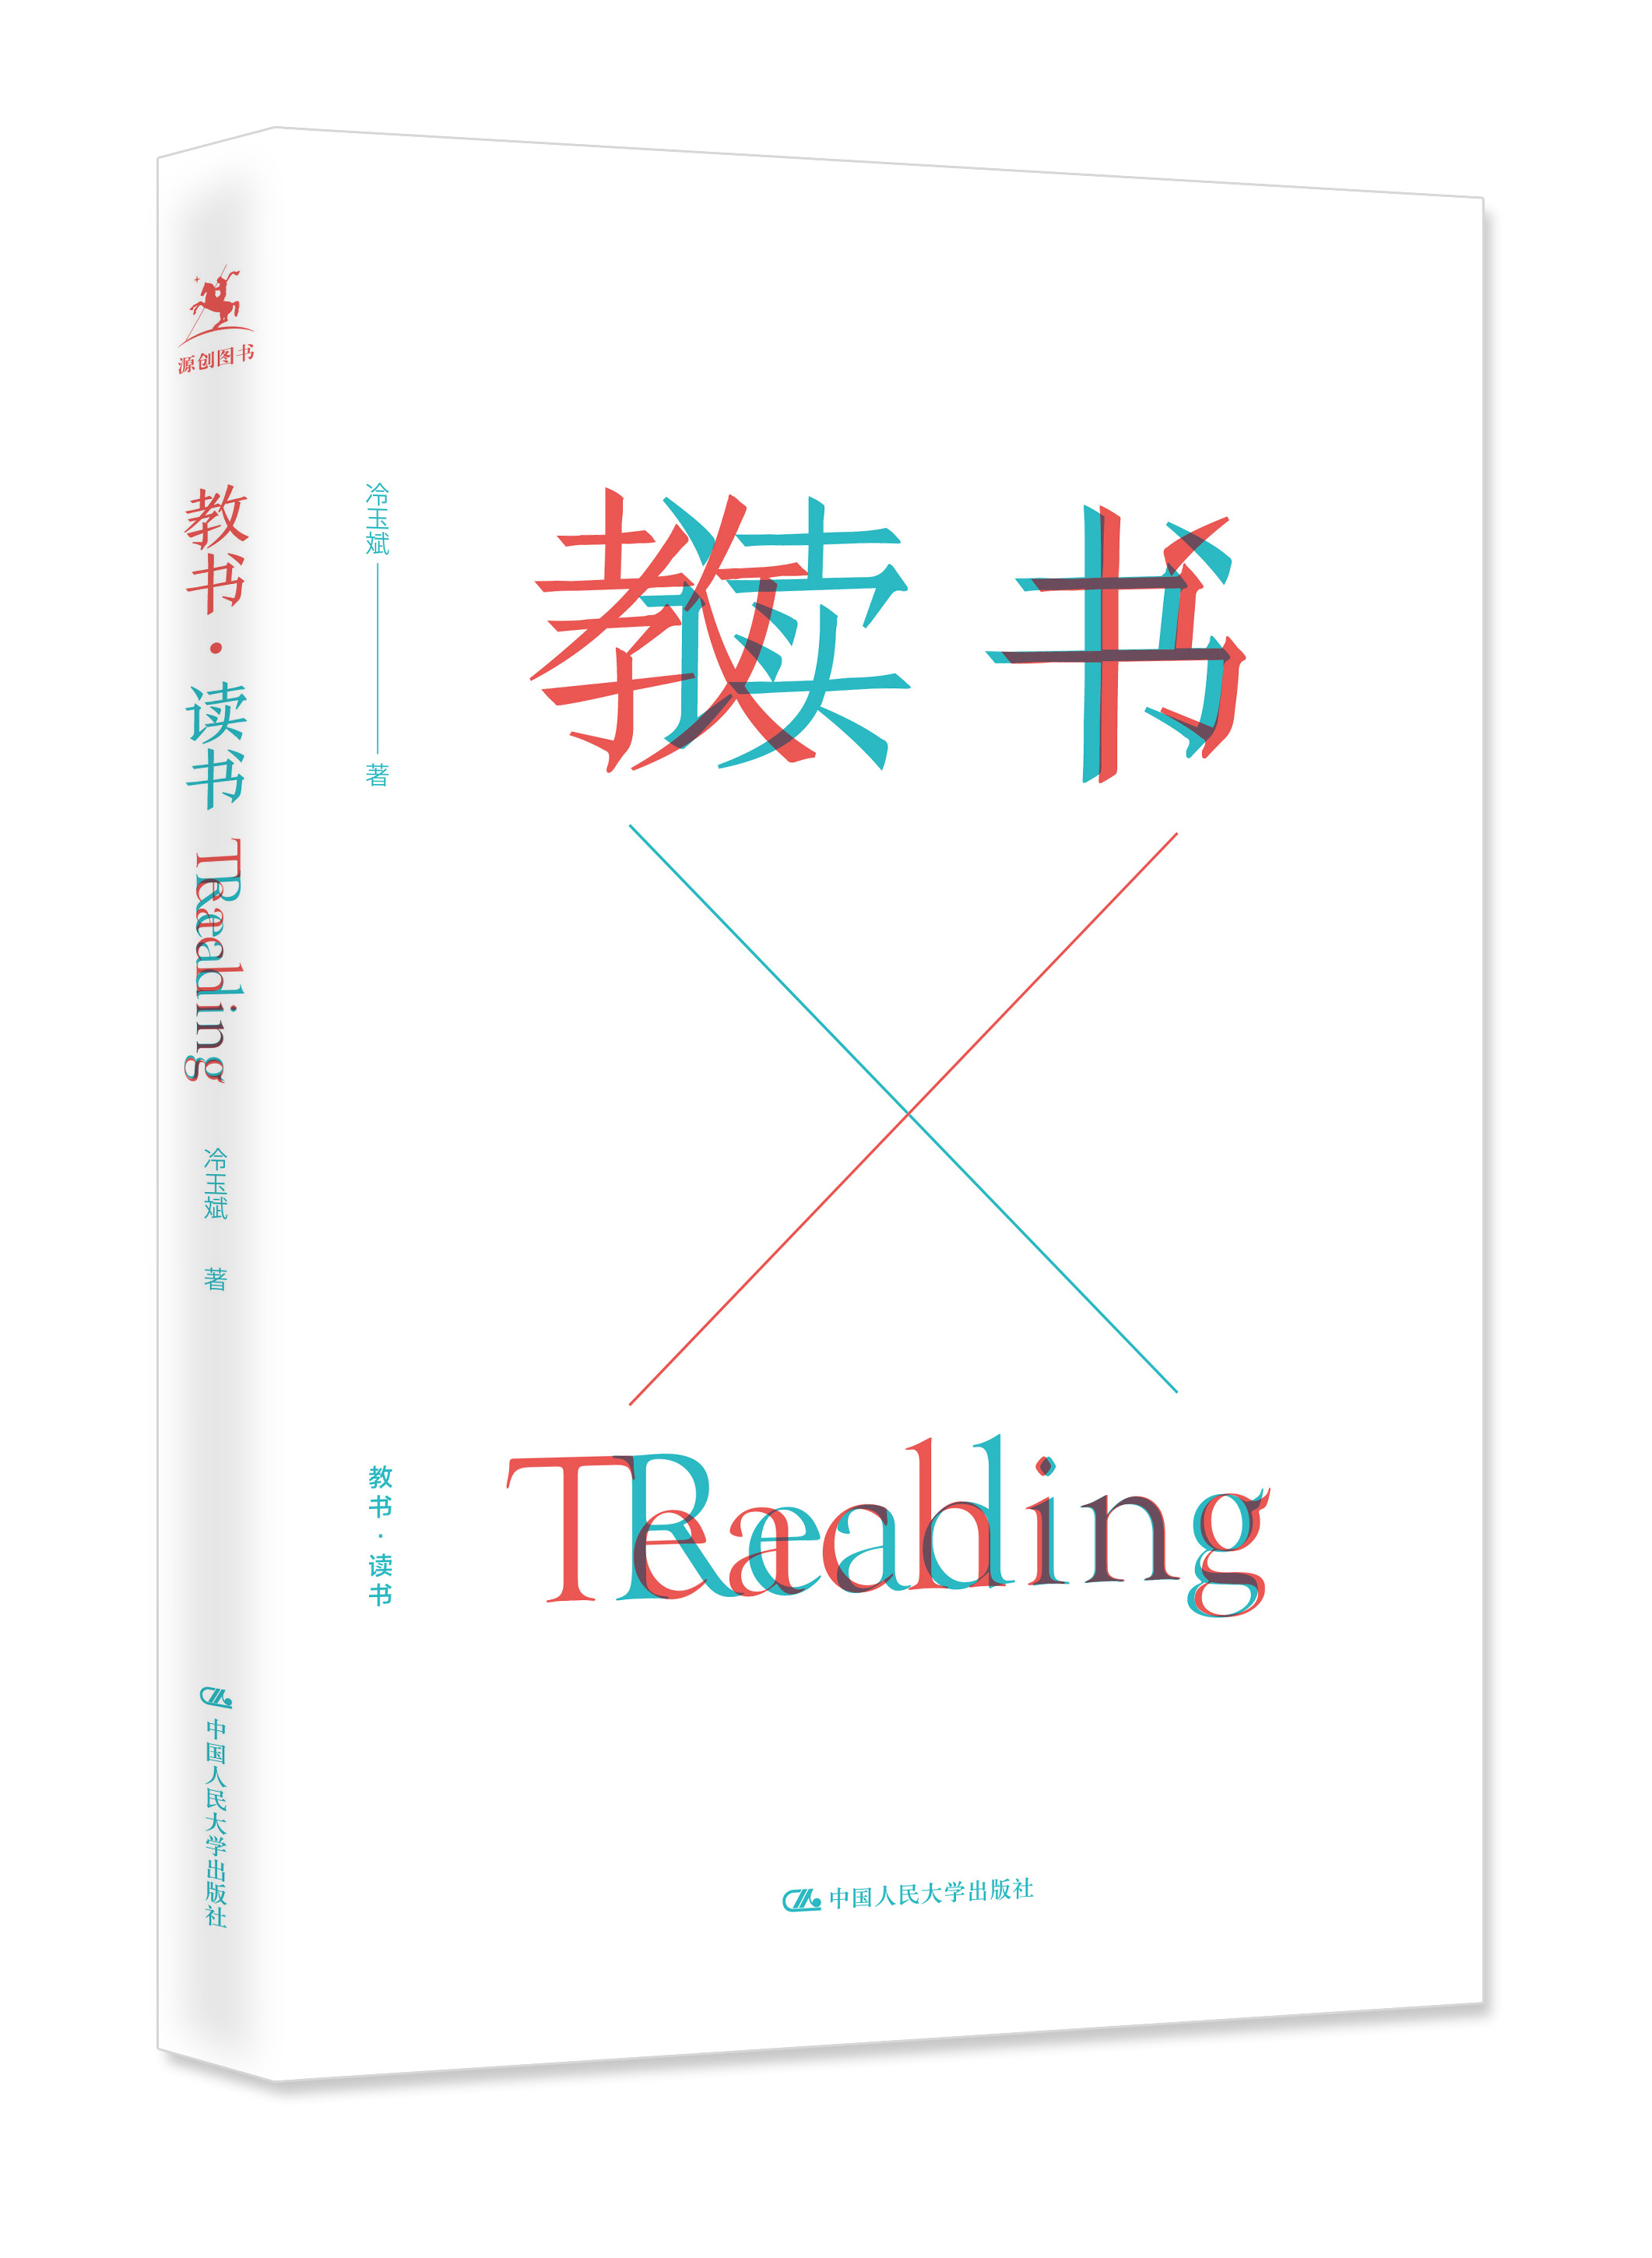 源创图书
教书·读书
Teaching
Reading
冷玉斌 著
中国人民大学出版社
冷玉斌 著
教书
读书
Teaching
Reading
教书·读书
中国人民大学出版社